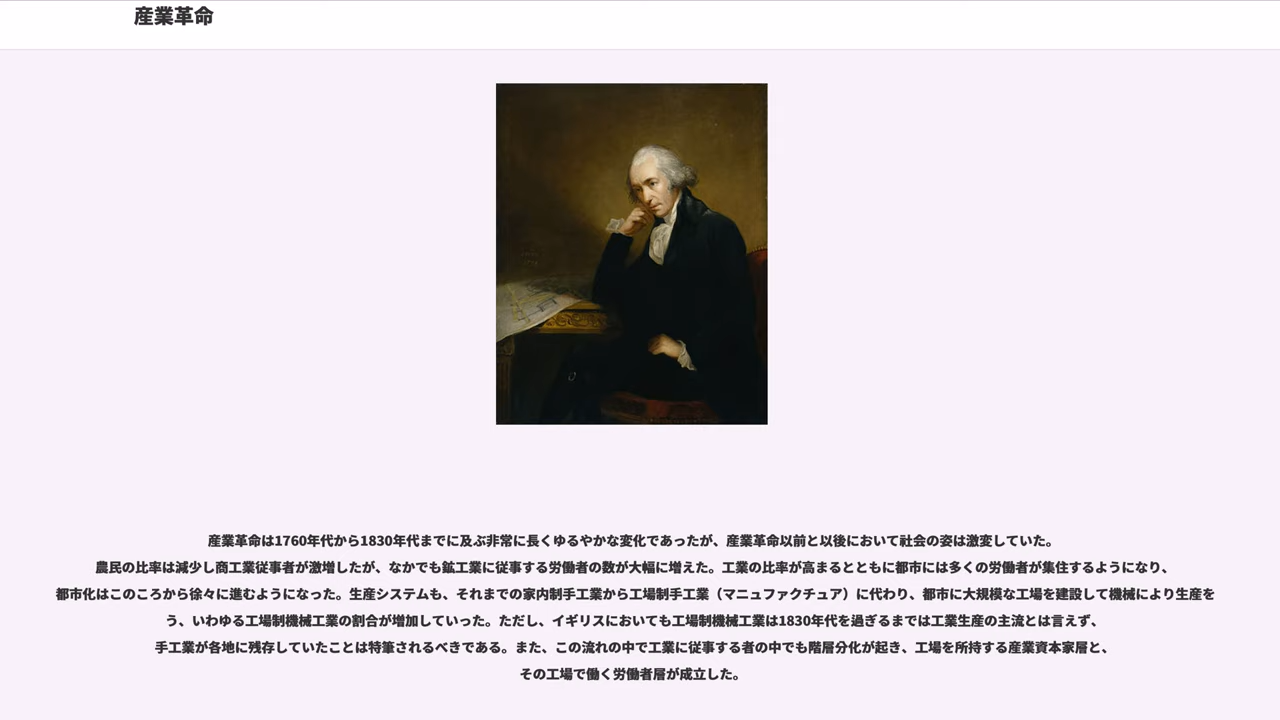 産業革命
産業革命は1760年代から1830年代までに及ぶ非常に長くゆるやかな変化であったが、産業革命以前と以後において社会の姿は激変していた。
農民の比率は減少し商工業従事者が激増したが、なかでも鉱工業に従事する労働者の数が大幅に増えた。工業の比率が高まるとともに都市には多くの労働者が集住するようになり、
都市化はこのころから徐々に進むようになった。生産システムも、それまでの家内制手工業から工場制手工業（マニュファクチュア）に代わり、都市に大規模な工場を建設して機械により生産を
う、いわゆる工場制機械工業の割合が増加していった。ただし、イギリスにおいても工場制機械工業は1830年代を過ぎるまでは工業生産の主流とは言えず、
手工業が各地に残存していたことは特筆されるべきである。また、この流れの中で工業に従事する者の中でも階層分化が起き、工場を所持する産業資本家層と、
その工場で働く労働者層が成立した。